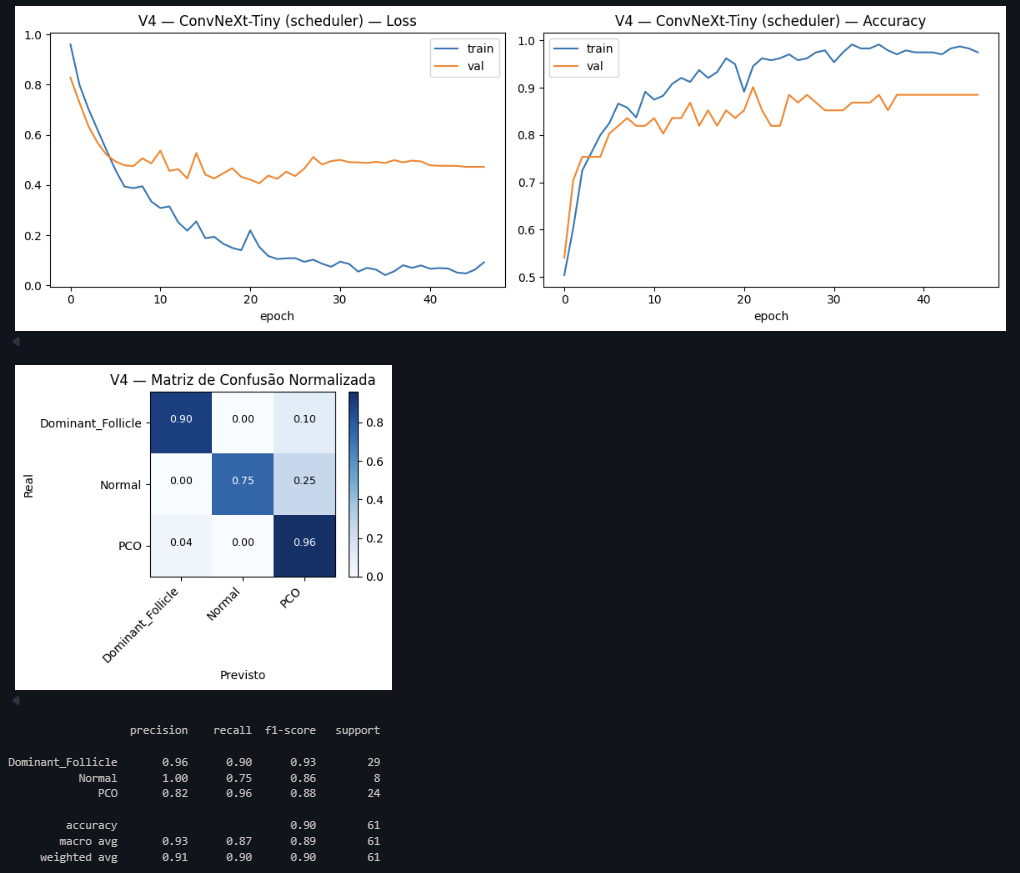 V4 — ConvNeXt-Tiny (scheduler) — Loss
1.0
0.8
0.6
0.4
0.2
0.0
0
10
20
30
40
epoch
train
val
V4 — ConvNeXt-Tiny (scheduler) — Accuracy
1.0
0.9
0.8
0.7
0.6
0.5
0
10
20
30
40
epoch
train
val
V4 — Matriz de Confusão Normalizada
Real
Dominant_Follicle 0.90 0.00 0.10
Normal 0.00 0.75 0.25
PCO 0.04 0.00 0.96
Dominant_Follicle
Normal
PCO
Previsto
0.8
0.6
0.4
0.2
0.0
precision recall f1-score support
Dominant_Follicle 0.96 0.90 0.93 29
Normal 1.00 0.75 0.86 8
PCO 0.82 0.96 0.88 24
accuracy 0.90 61
macro avg 0.93 0.87 0.89 61
weighted avg 0.91 0.90 0.90 61